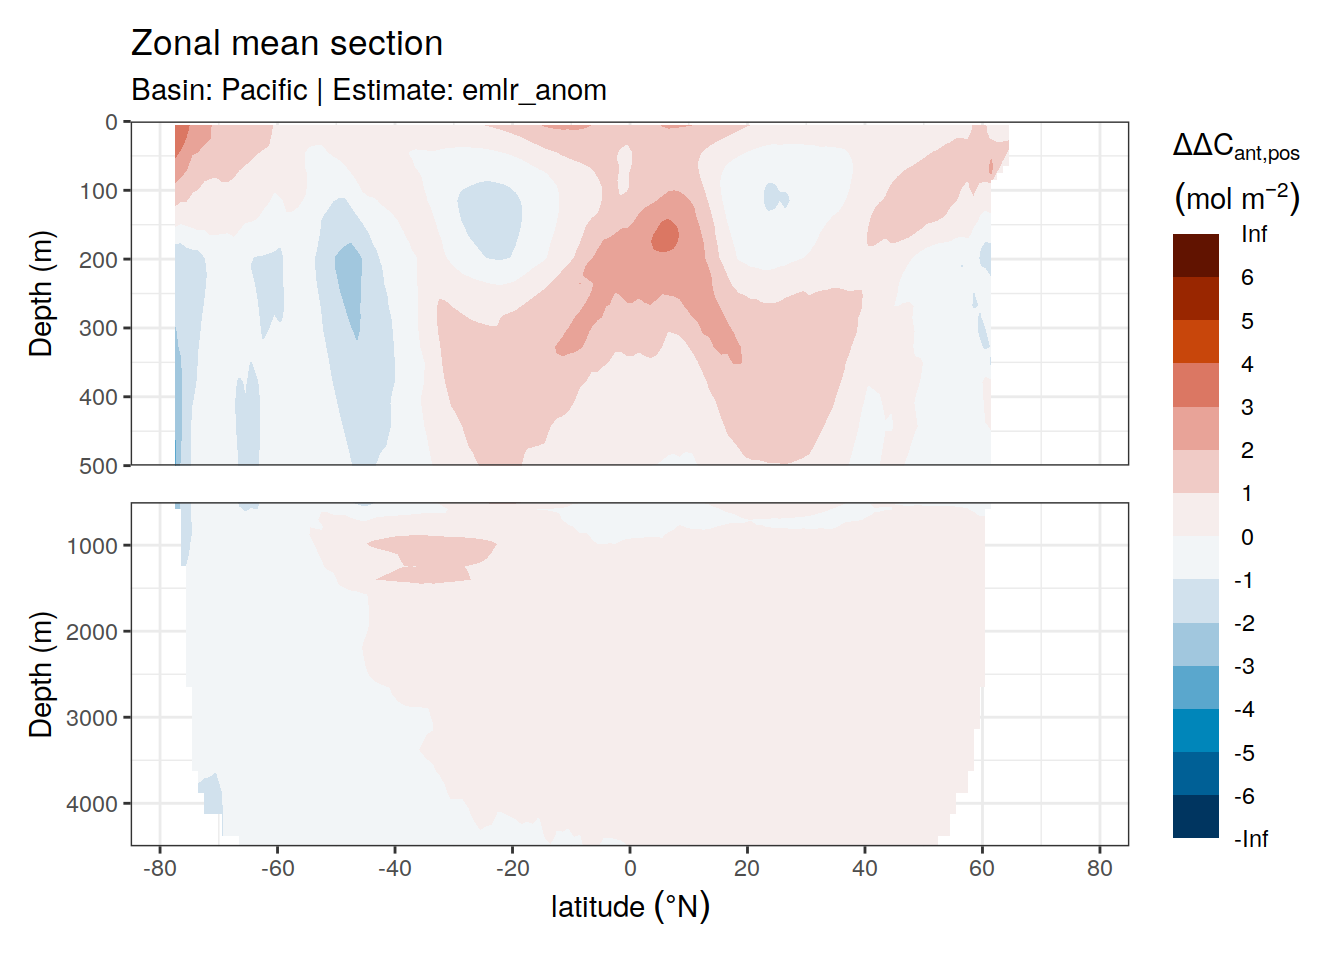 Zonal mean section
Basin: Pacific | Estimate: emlr_anom
0
100
200
300
400
500
Depth (m)
1000
2000
3000
4000
Depth (m)
-80 -60 -40 -20 0 20 40 60 80
latitude (°N)
ΔΔCant,pos
(mol m−2)
Inf
6
5
4
3
2
1
0
-1
-2
-3
-4
-5
-6
-Inf